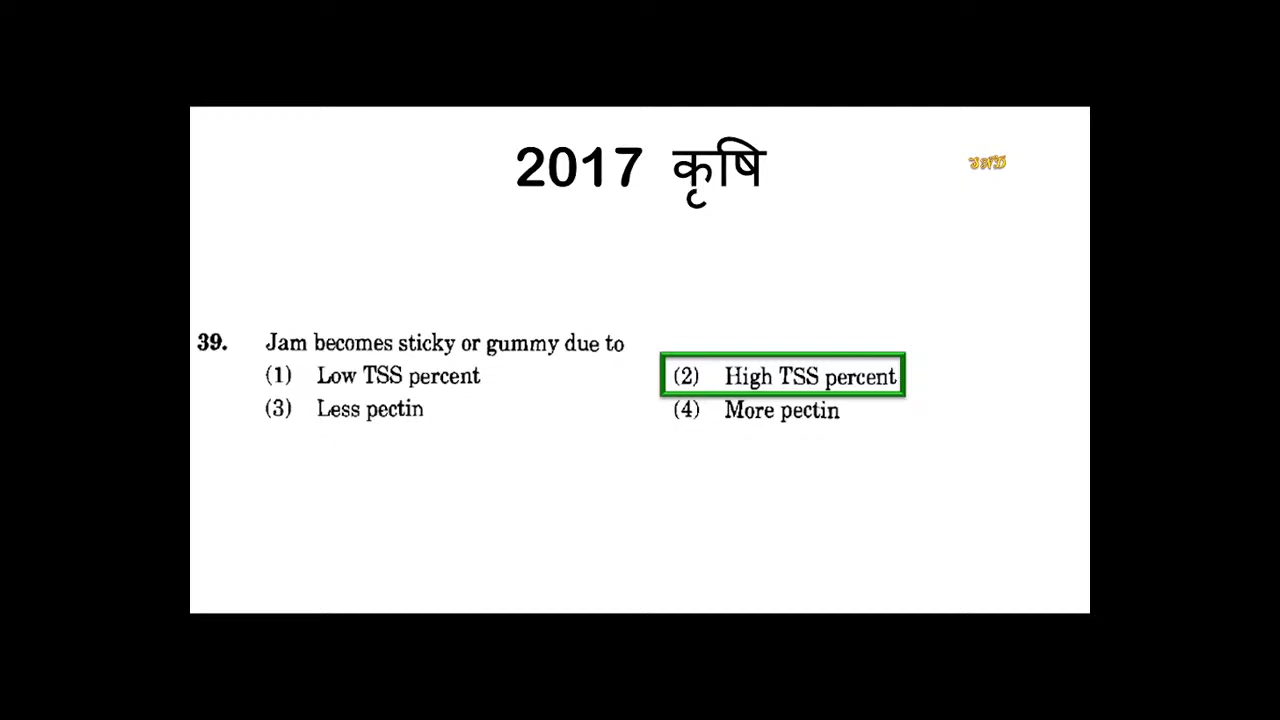 2017 कृषि
39. Jam becomes sticky or gummy due to
(1) Low TSS percent (2) High TSS percent
(3) Less pectin (4) More pectin